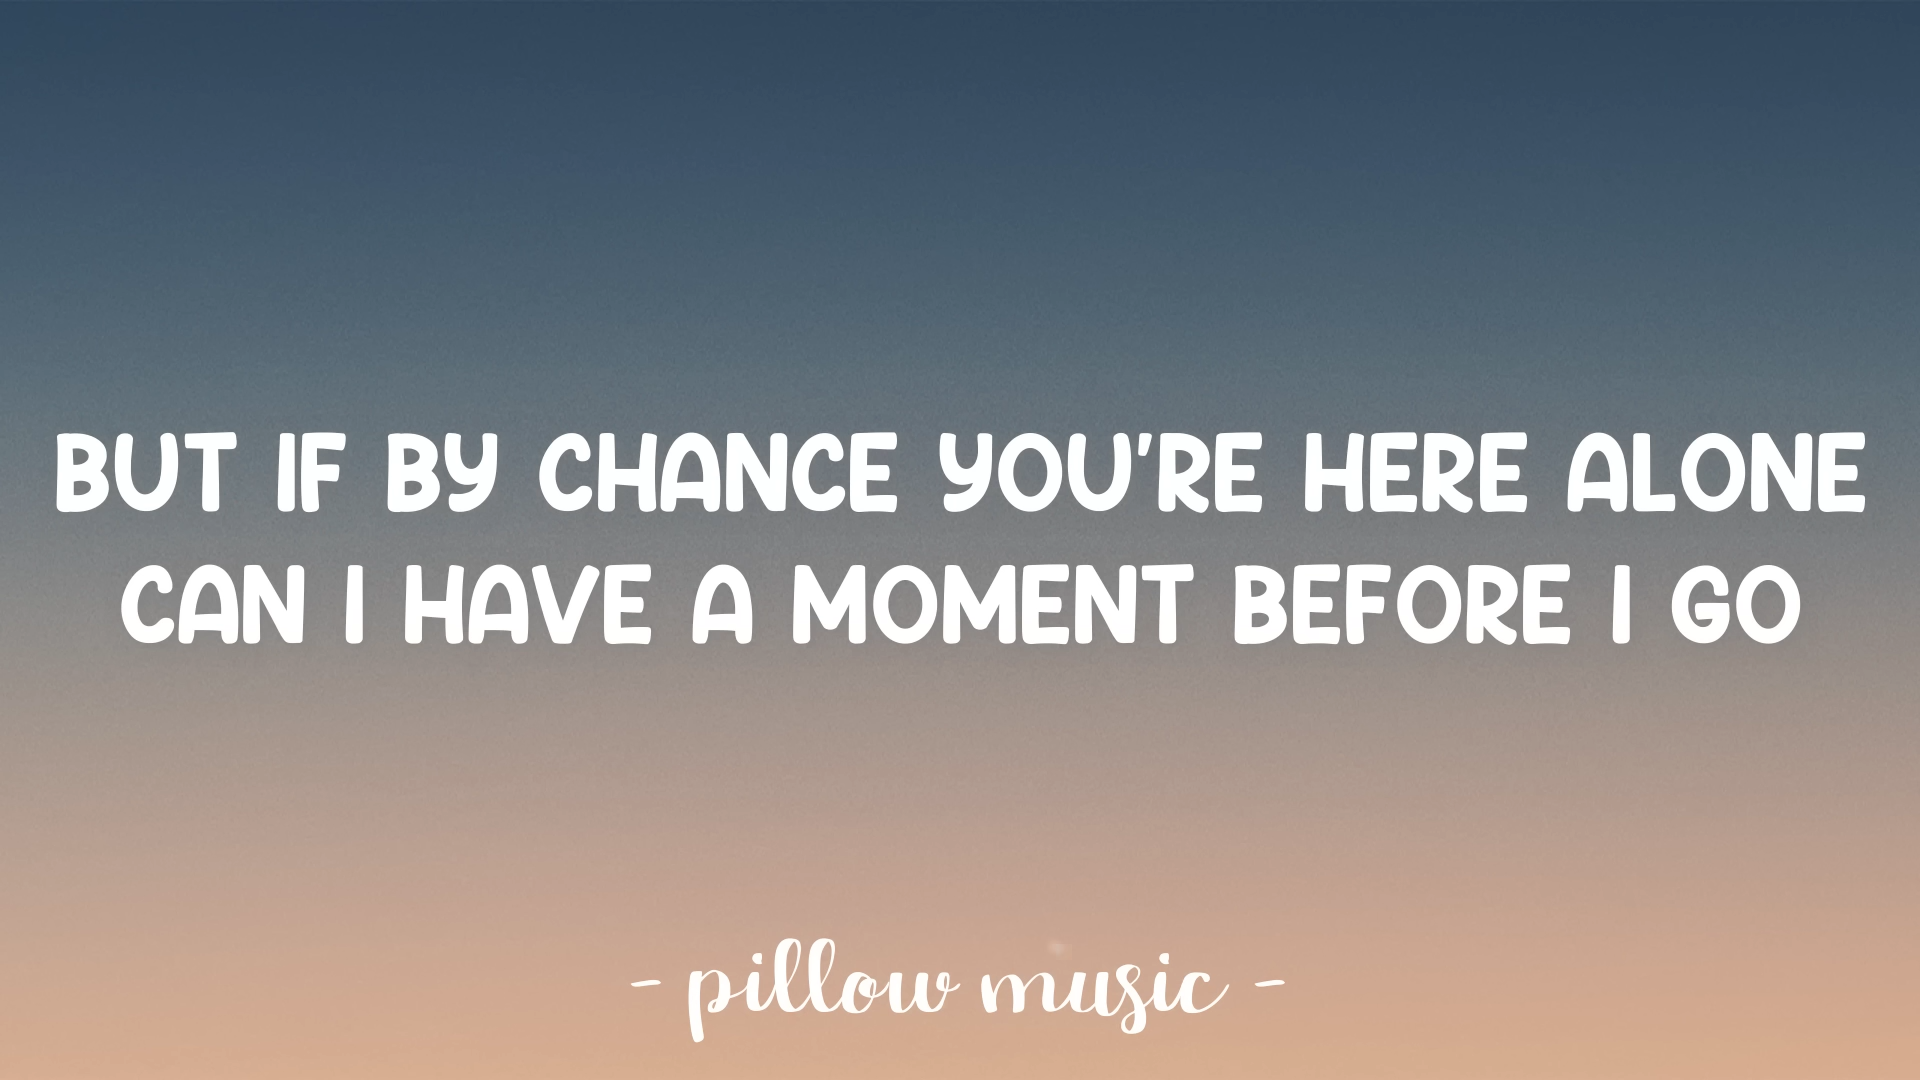 BUT IF BY CHANCE YOU'RE HERE ALONE
CAN I HAVE A MOMENT BEFORE I GO
- pillow music -